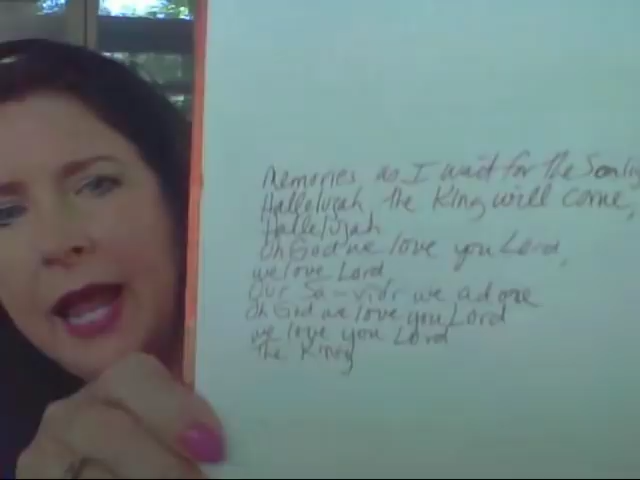 Memories as I wait for the Sonlig
Hallelujah the King will come,
Hallelujah
Oh God we love you Lord,
we love Lord,
Our Sa-vior we adore
Oh God we love you Lord
we love you Lord
The King